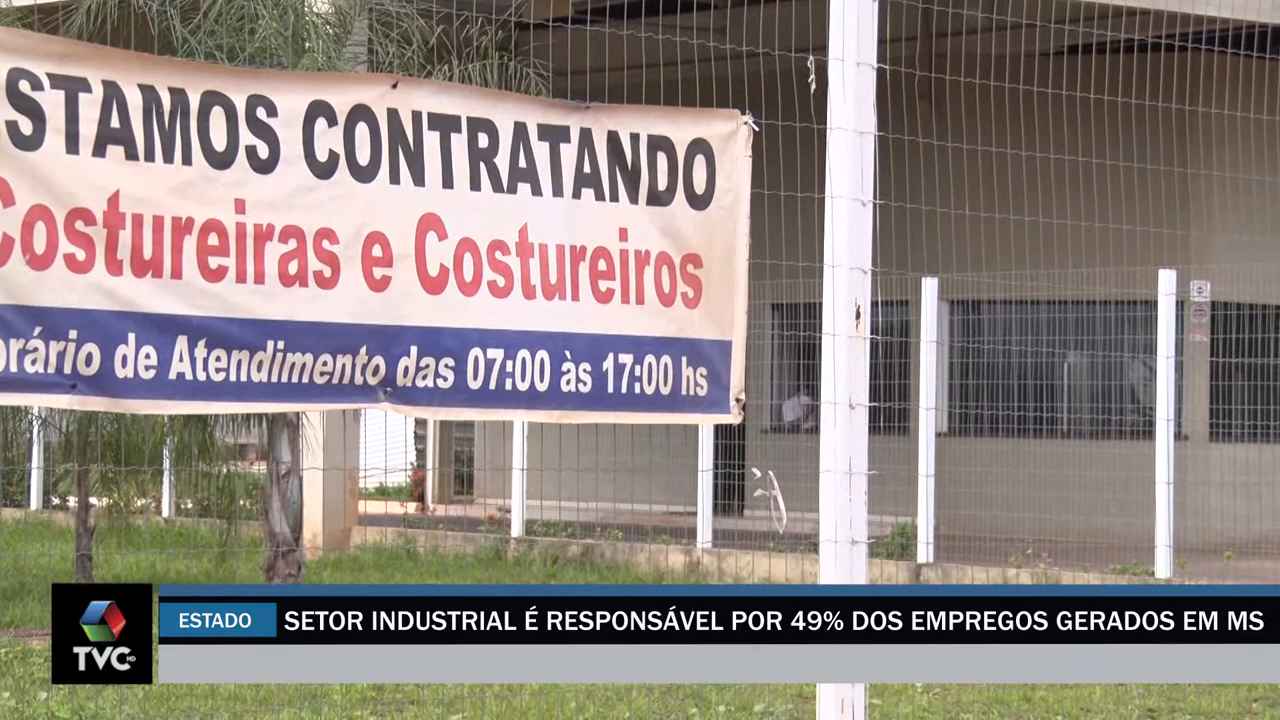 STAMOS CONTRATANDO
Costureiras e Costureiros
orário de Atendimento das 07:00 às 17:00 hs
ESTADO
SETOR INDUSTRIAL É RESPONSÁVEL POR 49% DOS EMPREGOS GERADOS EM MS
TVC HD